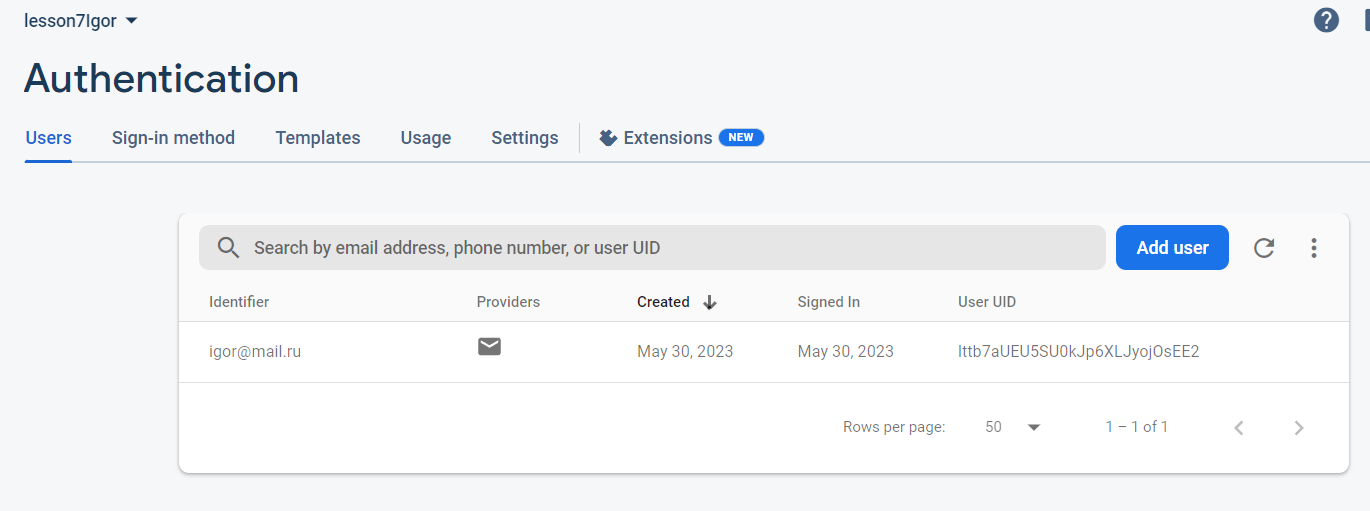 lesson7Igor
Authentication
Users Sign-in method Templates Usage Settings Extensions NEW
Search by email address, phone number, or user UID Add user
Identifier Providers Created Signed In User UID
igor@mail.ru May 30, 2023 May 30, 2023 Ittb7aUEU5SU0kJp6XLJyojOsEE2
Rows per page: 50 1 – 1 of 1